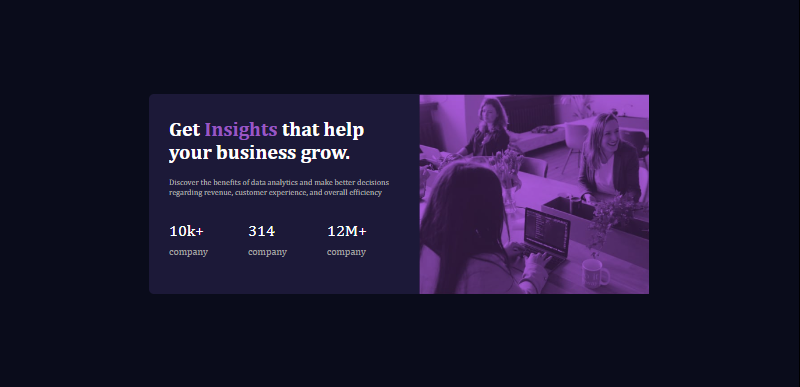 Get Insights that help
your business grow.
Discover the benefits of data analytics and make better decisions
regarding revenue, customer experience, and overall efficiency
10k+ 314 12M+
company company company